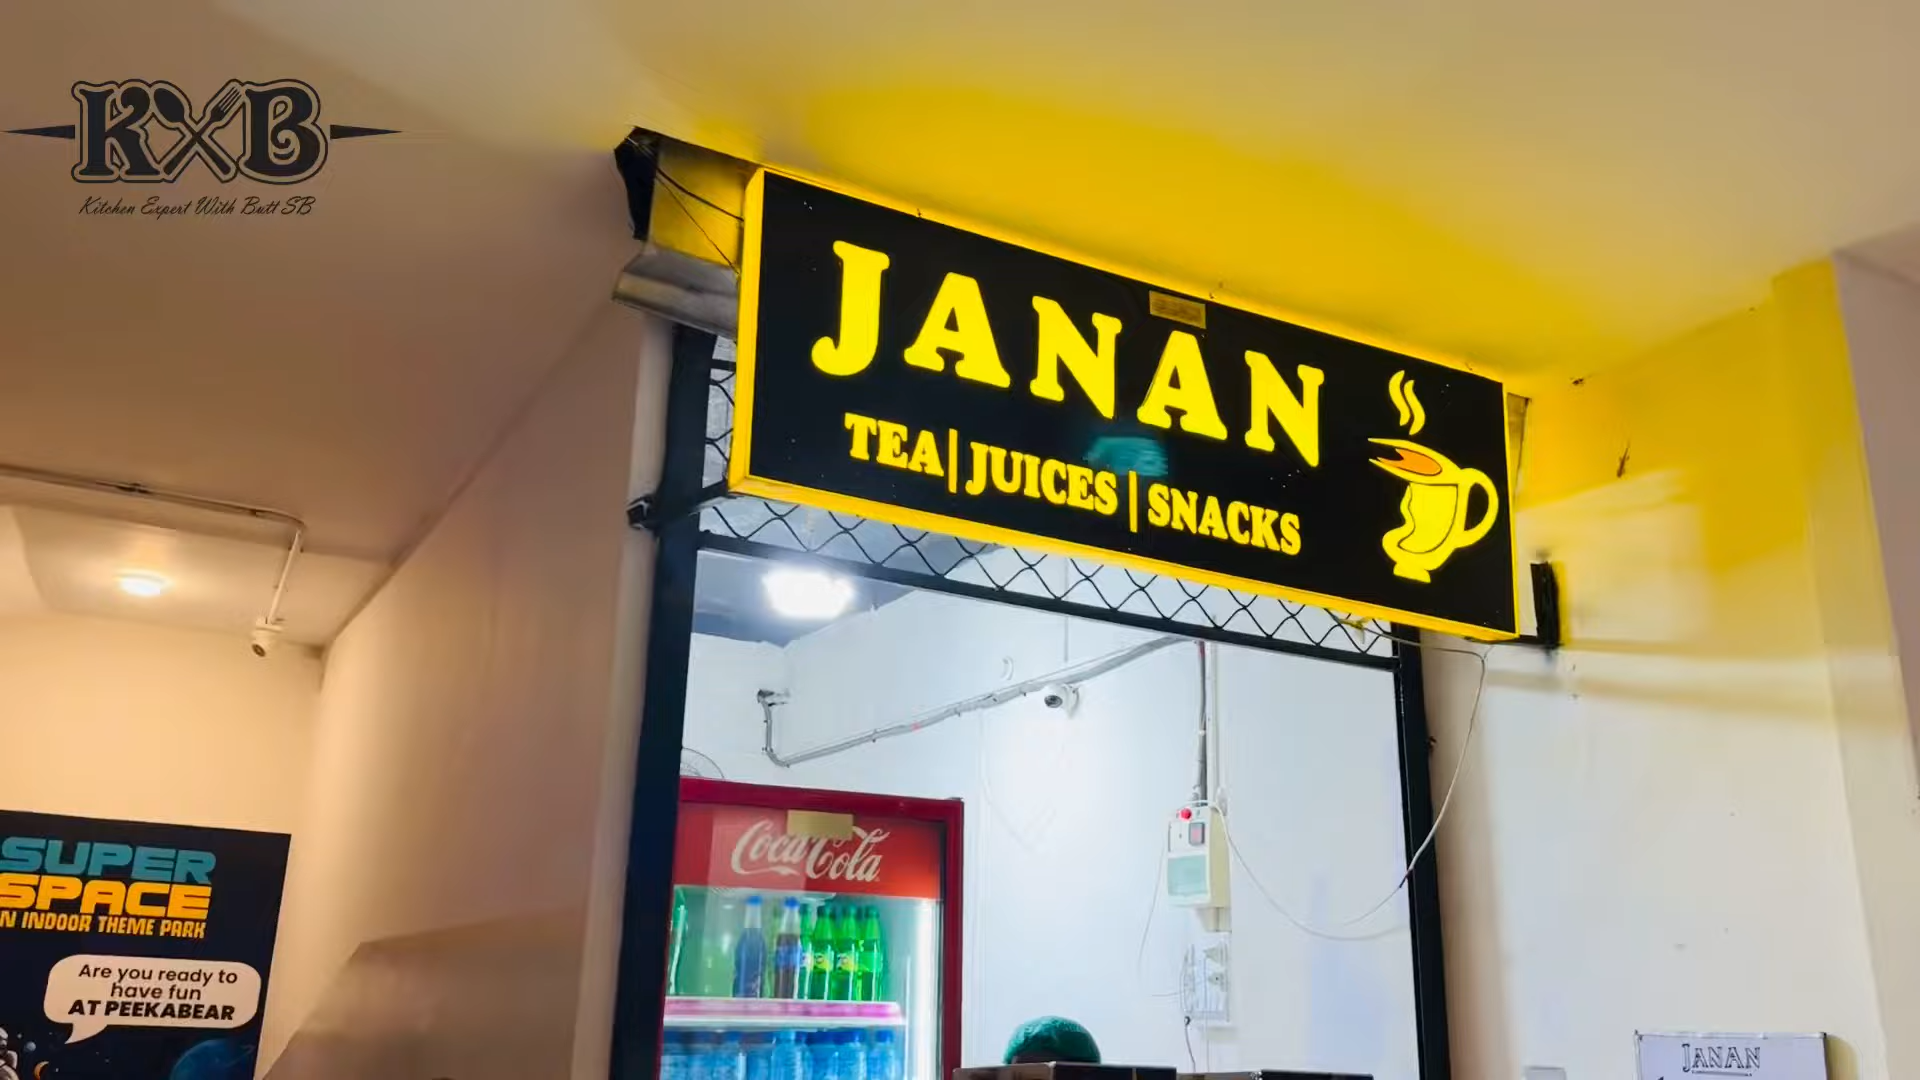 KXB
Kitchen Expert With Butt SB
JANAN
TEA|JUICES|SNACKS
Coca-Cola
SUPER
SPACE
N INDOOR THEME PARK
Are you ready to
have fun
AT PEEKABEAR
JANAN